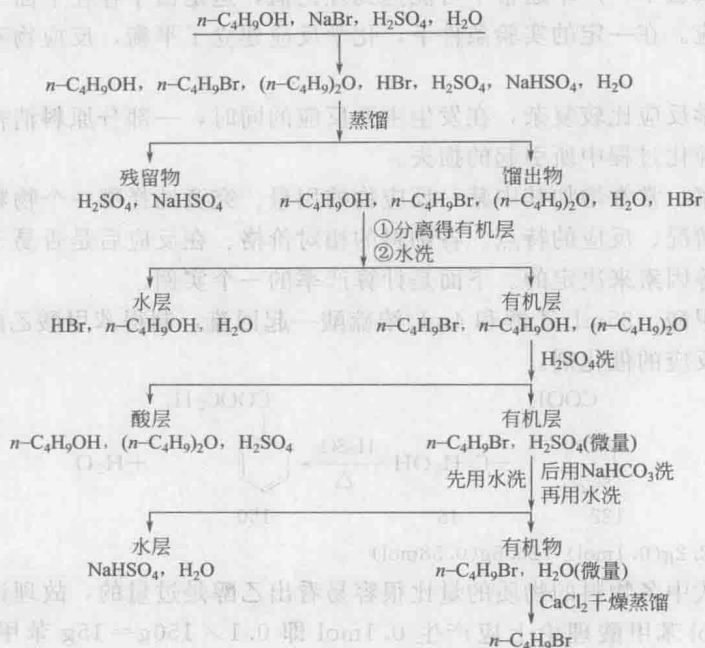 n-C₄H₉OH, NaBr, H₂SO₄, H₂O
n-C₄H₉OH, n-C₄H₉Br, (n-C₄H₉)₂O, HBr, H₂SO₄, NaHSO₄, H₂O
蒸馏
残留物 馏出物
H₂SO₄, NaHSO₄ n-C₄H₉OH, n-C₄H₉Br, (n-C₄H₉)₂O, H₂O, HBr
①分离得有机层
②水洗
水层 有机层
HBr, n-C₄H₉OH, H₂O n-C₄H₉Br, n-C₄H₉OH, (n-C₄H₉)₂O
H₂SO₄洗
酸层 有机层
n-C₄H₉OH, (n-C₄H₉)₂O, H₂SO₄ n-C₄H₉Br, H₂SO₄(微量)
先用水洗 后用NaHCO₃洗
再用水洗
水层 有机物
NaHSO₄, H₂O n-C₄H₉Br, H₂O(微量)
CaCl₂干燥蒸馏
n-C₄H₉Br